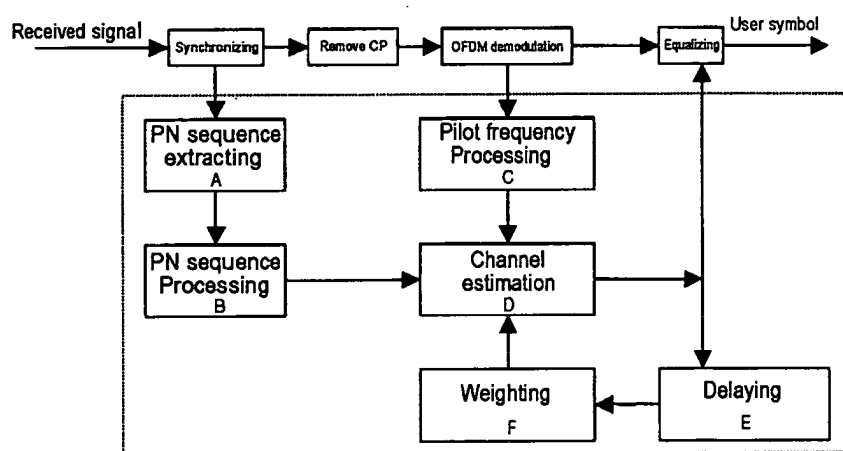 Received signal
Synchronizing
Remove CP
OFDM demodulation
Equalizing
User symbol
PN sequence
extracting
A
Pilot frequency
Processing
C
PN sequence
Processing
B
Channel
estimation
D
Weighting
F
Delaying
E